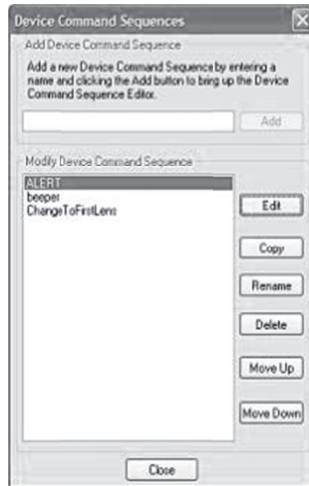 Device Command Sequences
Add Device Command Sequence
Add a new Device Command Sequence by entering a
name and clicking the Add button to bring up the Device
Command Sequence Editor.
Add
Modify Device Command Sequence
ALERT
beeper
ChangeToFirstLens
Edit
Copy
Rename
Delete
Move Up
Move Down
Close